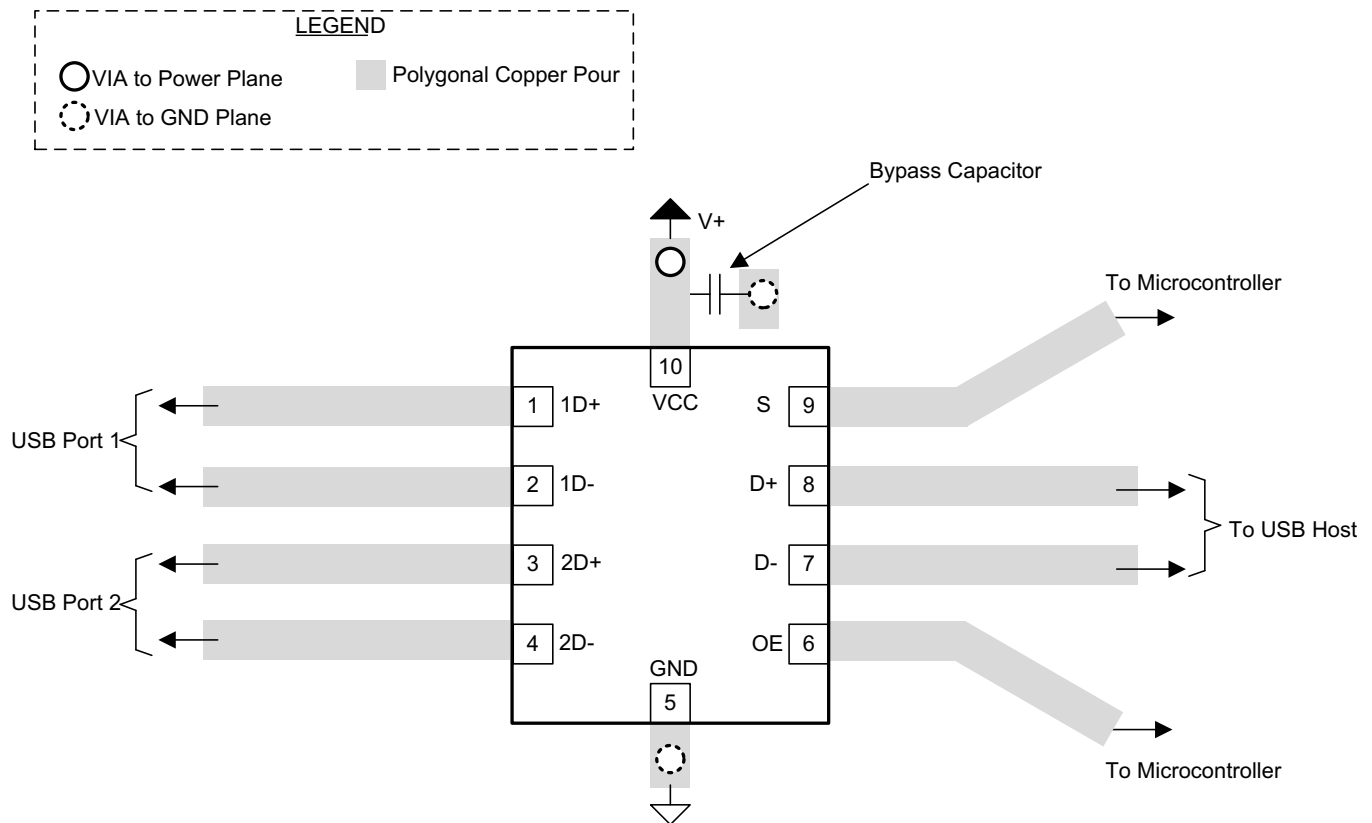 LEGEND
VIA to Power Plane
Polygonal Copper Pour
VIA to GND Plane
Bypass Capacitor
V+
To Microcontroller
10
VCC
1
1D+
S
9
USB Port 1
2
1D-
D+
8
To USB Host
3
2D+
D-
7
USB Port 2
4
2D-
OE
6
GND
5
To Microcontroller